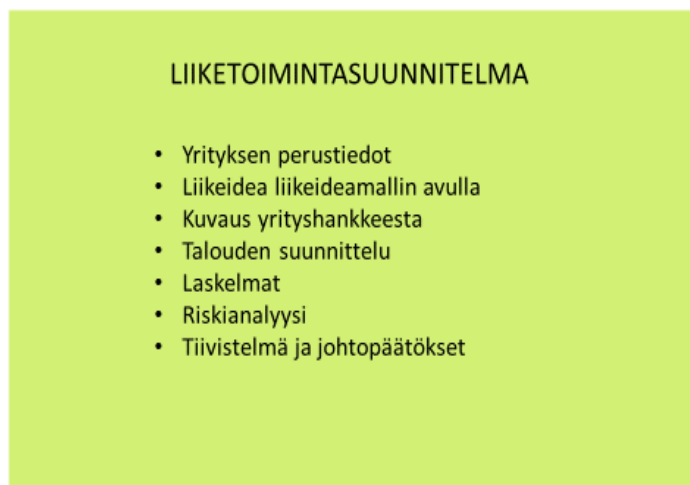 LIIKETOIMINTASUUNNITELMA
• Yrityksen perustiedot
• Liikeidea liikeideamallin avulla
• Kuvaus yrityshankkeesta
• Talouden suunnittelu
• Laskelmat
• Riskianalyysi
• Tiivistelmä ja johtopäätökset